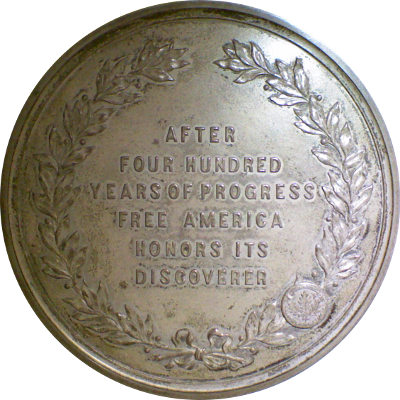 AFTER
FOUR HUNDRED
YEARS OF PROGRESS
FREE AMERICA
HONORS ITS
DISCOVERER